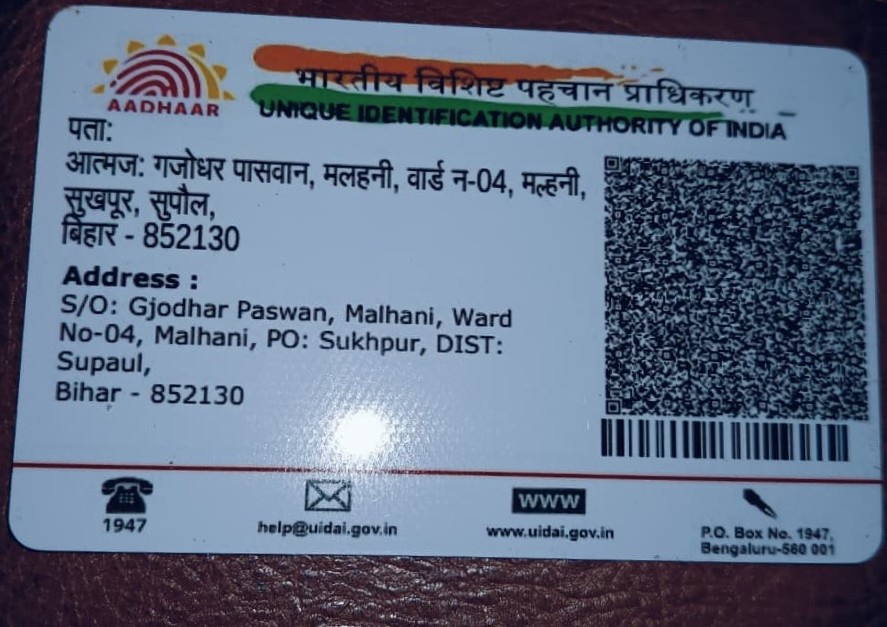 AADHAAR
भारतीय विशिष्ट पहचान प्राधिकरण
UNIQUE IDENTIFICATION AUTHORITY OF INDIA
पता:
आत्मज: गजोधर पासवान, मलहनी, वार्ड न-04, मल्हनी,
सुखपूर, सुपौल,
बिहार - 852130
Address :
S/O: Gjodhar Paswan, Malhani, Ward
No-04, Malhani, PO: Sukhpur, DIST:
Supaul,
Bihar - 852130
1947
help@uidai.gov.in
www
www.uidai.gov.in
P.O. Box No. 1947,
Bengaluru-560 001